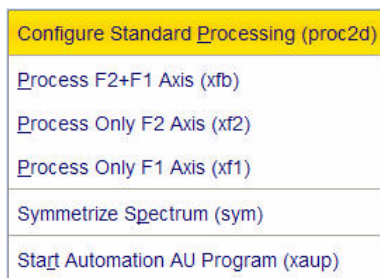 Configure Standard Processing (proc2d)
Process F2+F1 Axis (xfb)
Process Only F2 Axis (xf2)
Process Only F1 Axis (xf1)
Symmetrize Spectrum (sym)
Start Automation AU Program (xaup)